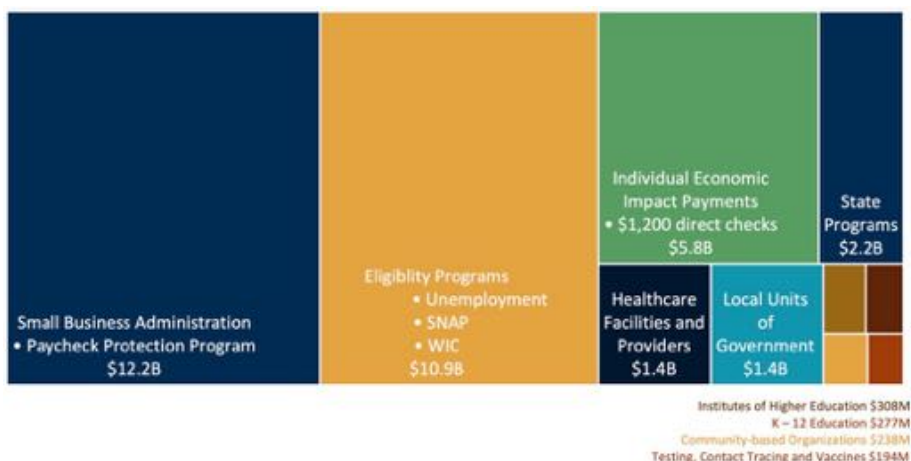 Small Business Administration
• Paycheck Protection Program
$12.2B
Eligiblity Programs
• Unemployment
• SNAP
• WIC
$10.9B
Individual Economic
Impact Payments
• $1,200 direct checks
$5.8B
State
Programs
$2.2B
Healthcare
Facilities and
Providers
$1.4B
Local Units
of
Government
$1.4B
Institutes of Higher Education $308M
K – 12 Education $277M
Community-based Organizations $238M
Testing, Contact Tracing and Vaccines $194M